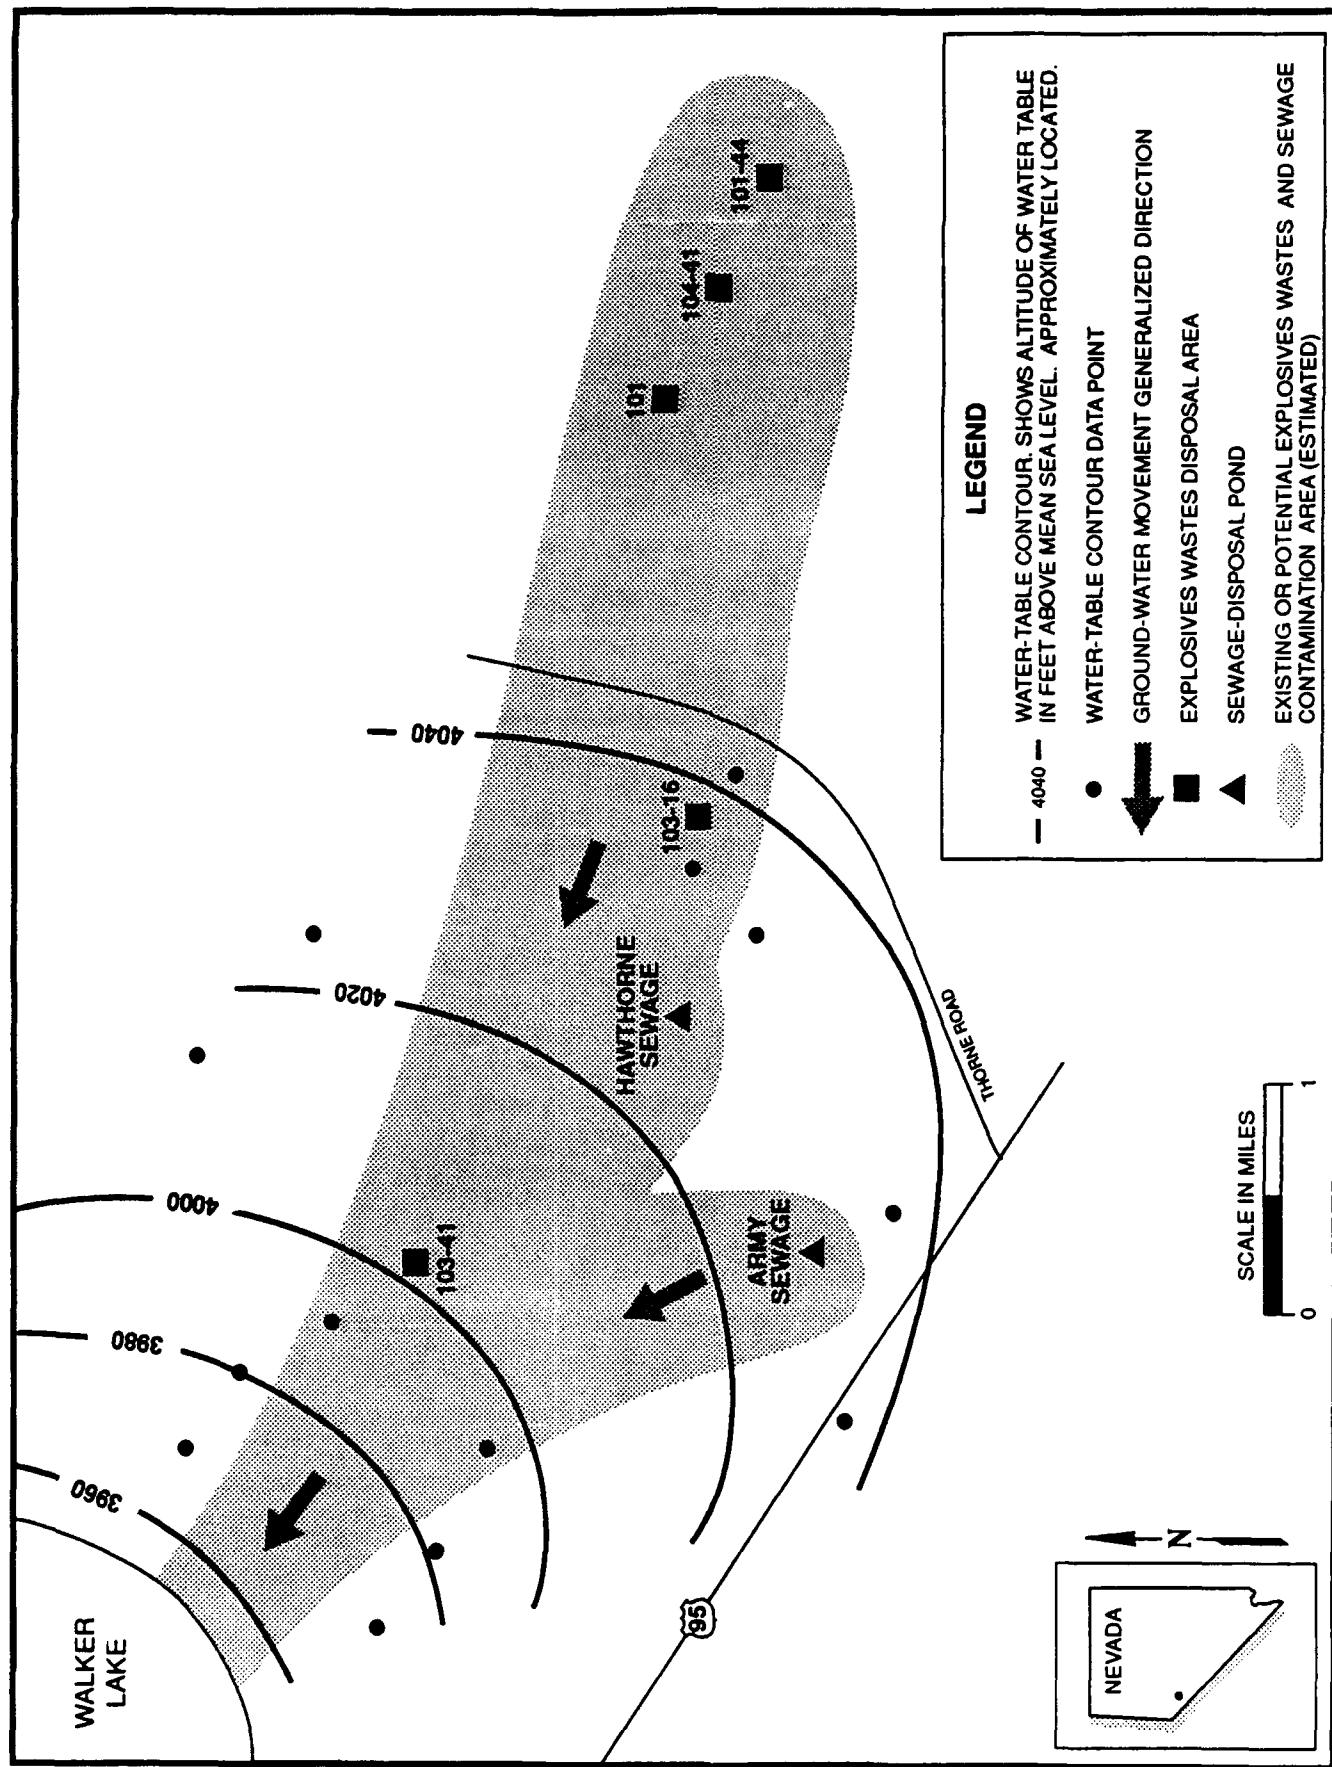 WALKER
LAKE
3960
3980
4000
4020
4040
103-41
ARMY
SEWAGE
HAWTHORNE
SEWAGE
103-16
101
104-41
101-44
95
THORNE ROAD
NEVADA
N
SCALE IN MILES
0
1
LEGEND
— 4040 — WATER-TABLE CONTOUR. SHOWS ALTITUDE OF WATER TABLE
IN FEET ABOVE MEAN SEA LEVEL. APPROXIMATELY LOCATED.
WATER-TABLE CONTOUR DATA POINT
GROUND-WATER MOVEMENT GENERALIZED DIRECTION
EXPLOSIVES WASTES DISPOSAL AREA
SEWAGE-DISPOSAL POND
EXISTING OR POTENTIAL EXPLOSIVES WASTES AND SEWAGE
CONTAMINATION AREA (ESTIMATED)